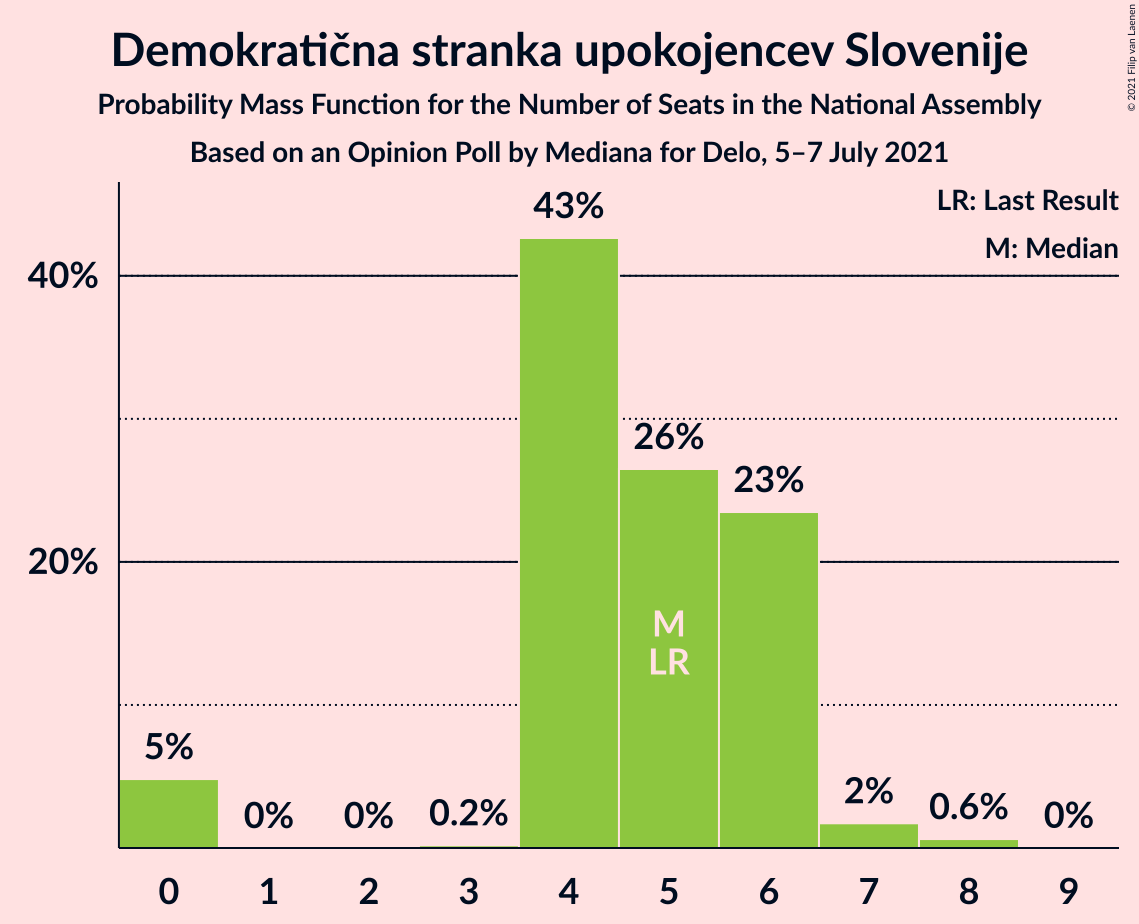 Demokratična stranka upokojencev Slovenije
Probability Mass Function for the Number of Seats in the National Assembly
Based on an Opinion Poll by Mediana for Delo, 5–7 July 2021
© 2021 Filip van Laenen
LR: Last Result
M: Median
43%
40%
26%
23%
20%
M
LR
5%
0%
0%
0.2%
2%
0.6%
0%
0
1
2
3
4
5
6
7
8
9